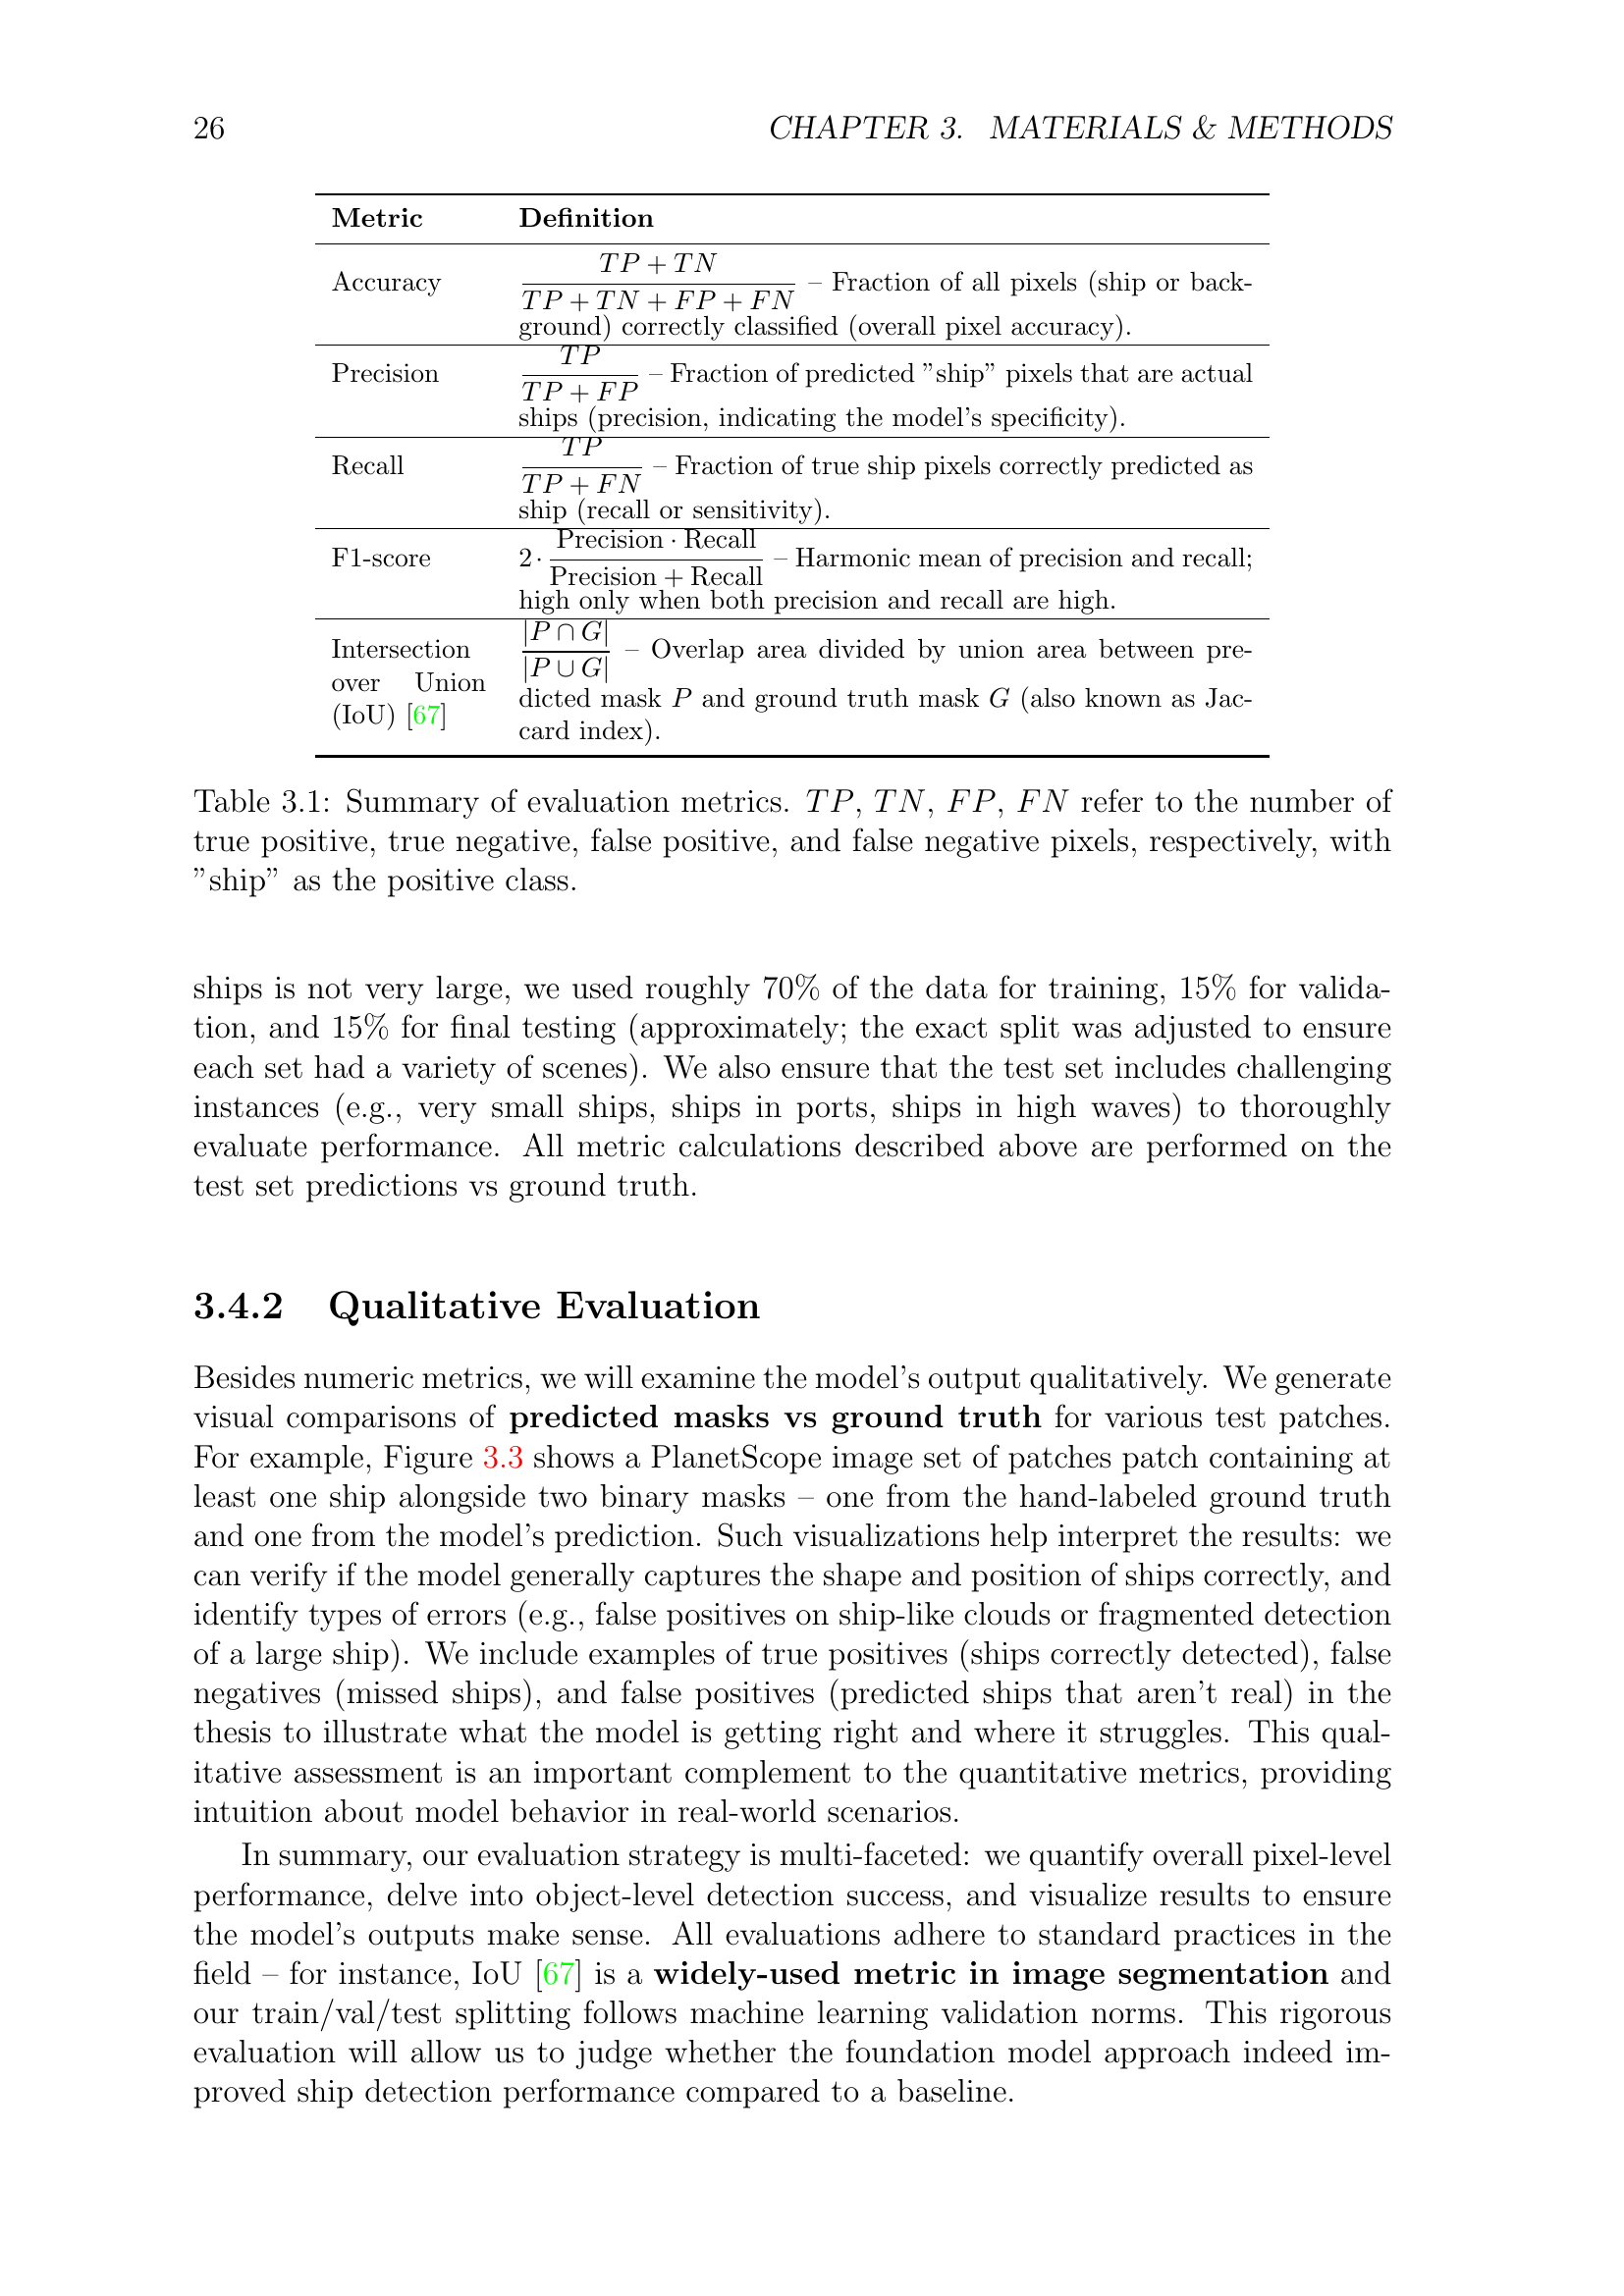 26 CHAPTER 3. MATERIALS & METHODS
Metric Definition
Accuracy TP + TN / TP + TN + FP + FN – Fraction of all pixels (ship or back-
ground) correctly classified (overall pixel accuracy).
Precision TP / TP + FP – Fraction of predicted ”ship” pixels that are actual
ships (precision, indicating the model’s specificity).
Recall TP / TP + FN – Fraction of true ship pixels correctly predicted as
ship (recall or sensitivity).
F1-score 2 · Precision · Recall / Precision + Recall – Harmonic mean of precision and recall;
high only when both precision and recall are high.
Intersection |P ∩ G| / |P ∪ G| – Overlap area divided by union area between pre-
over Union dicted mask P and ground truth mask G (also known as Jac-
(IoU) [67] card index).
Table 3.1: Summary of evaluation metrics. TP, TN, FP, FN refer to the number of
true positive, true negative, false positive, and false negative pixels, respectively, with
”ship” as the positive class.
ships is not very large, we used roughly 70% of the data for training, 15% for valida-
tion, and 15% for final testing (approximately; the exact split was adjusted to ensure
each set had a variety of scenes). We also ensure that the test set includes challenging
instances (e.g., very small ships, ships in ports, ships in high waves) to thoroughly
evaluate performance. All metric calculations described above are performed on the
test set predictions vs ground truth.
3.4.2 Qualitative Evaluation
Besides numeric metrics, we will examine the model’s output qualitatively. We generate
visual comparisons of predicted masks vs ground truth for various test patches.
For example, Figure 3.3 shows a PlanetScope image set of patches patch containing at
least one ship alongside two binary masks – one from the hand-labeled ground truth
and one from the model’s prediction. Such visualizations help interpret the results: we
can verify if the model generally captures the shape and position of ships correctly, and
identify types of errors (e.g., false positives on ship-like clouds or fragmented detection
of a large ship). We include examples of true positives (ships correctly detected), false
negatives (missed ships), and false positives (predicted ships that aren’t real) in the
thesis to illustrate what the model is getting right and where it struggles. This qual-
itative assessment is an important complement to the quantitative metrics, providing
intuition about model behavior in real-world scenarios.
In summary, our evaluation strategy is multi-faceted: we quantify overall pixel-level
performance, delve into object-level detection success, and visualize results to ensure
the model’s outputs make sense. All evaluations adhere to standard practices in the
field – for instance, IoU [67] is a widely-used metric in image segmentation and
our train/val/test splitting follows machine learning validation norms. This rigorous
evaluation will allow us to judge whether the foundation model approach indeed im-
proved ship detection performance compared to a baseline.